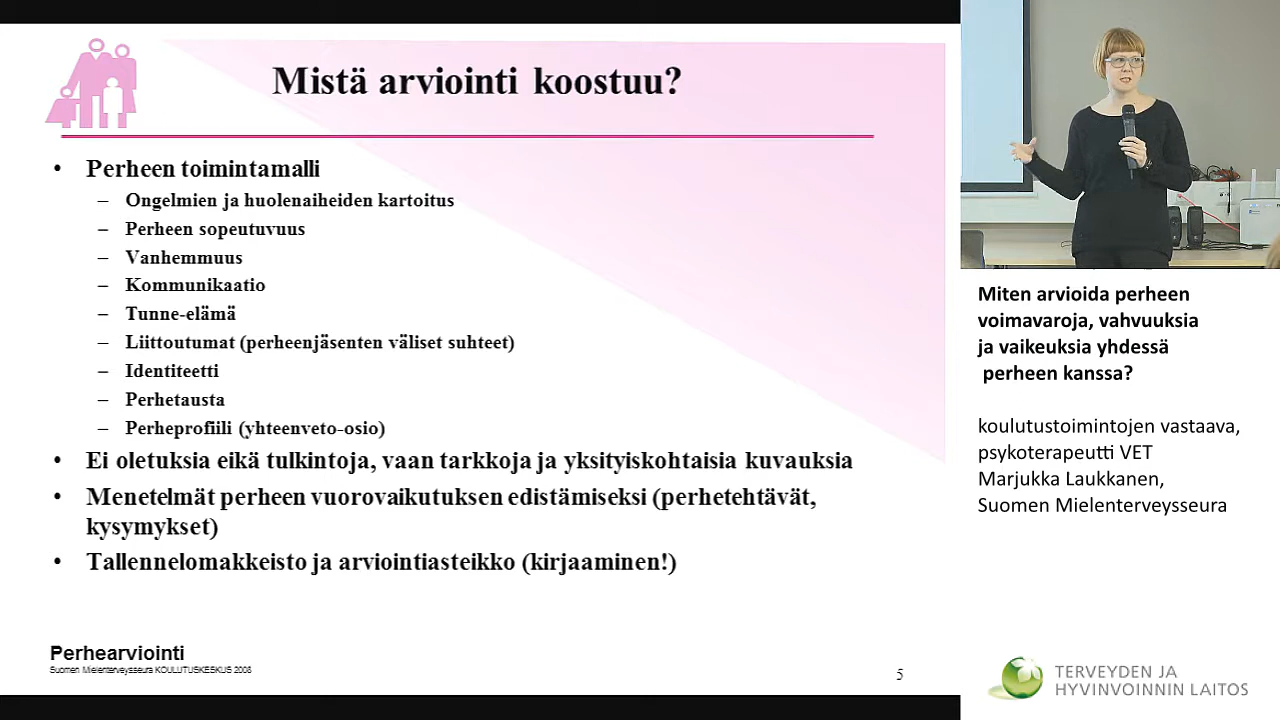 Mistä arviointi koostuu?
• Perheen toimintamalli
– Ongelmien ja huolenaiheiden kartoitus
– Perheen sopeutuvuus
– Vanhemmuus
– Kommunikaatio
– Tunne-elämä
– Liittoutumat (perheenjäsenten väliset suhteet)
– Identiteetti
– Perhetausta
– Perheprofiili (yhteenveto-osio)
• Ei oletuksia eikä tulkintoja, vaan tarkkoja ja yksityiskohtaisia kuvauksia
• Menetelmät perheen vuorovaikutuksen edistämiseksi (perhetehtävät,
kysymykset)
• Tallennelomakkeisto ja arviointiasteikko (kirjaaminen!)
Perhearviointi
Suomen Mielenterveysseura KOULUTUSKESKUS 2008
5
Miten arvioida perheen
voimavaroja, vahvuuksia
ja vaikeuksia yhdessä
perheen kanssa?
koulutustoimintojen vastaava,
psykoterapeutti VET
Marjukka Laukkanen,
Suomen Mielenterveysseura
TERVEYDEN JA
HYVINVOINNIN LAITOS